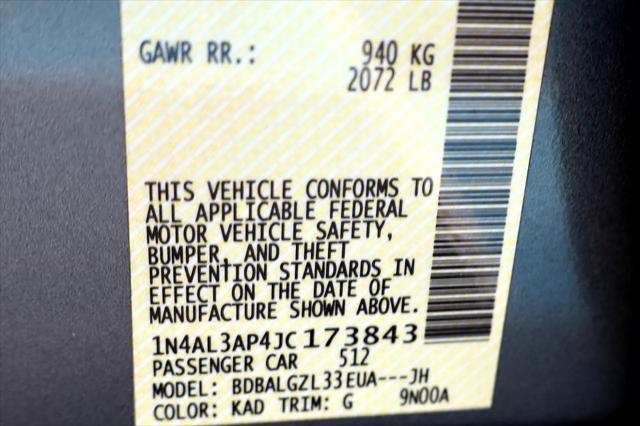 GAWR RR.: 940 KG
2072 LB
THIS VEHICLE CONFORMS TO
ALL APPLICABLE FEDERAL
MOTOR VEHICLE SAFETY,
BUMPER, AND THEFT
PREVENTION STANDARDS IN
EFFECT ON THE DATE OF
MANUFACTURE SHOWN ABOVE.
1N4AL3AP4JC173843
PASSENGER CAR 512
MODEL: BDBALGZL33EUA---JH
COLOR: KAD TRIM: G 9N00A